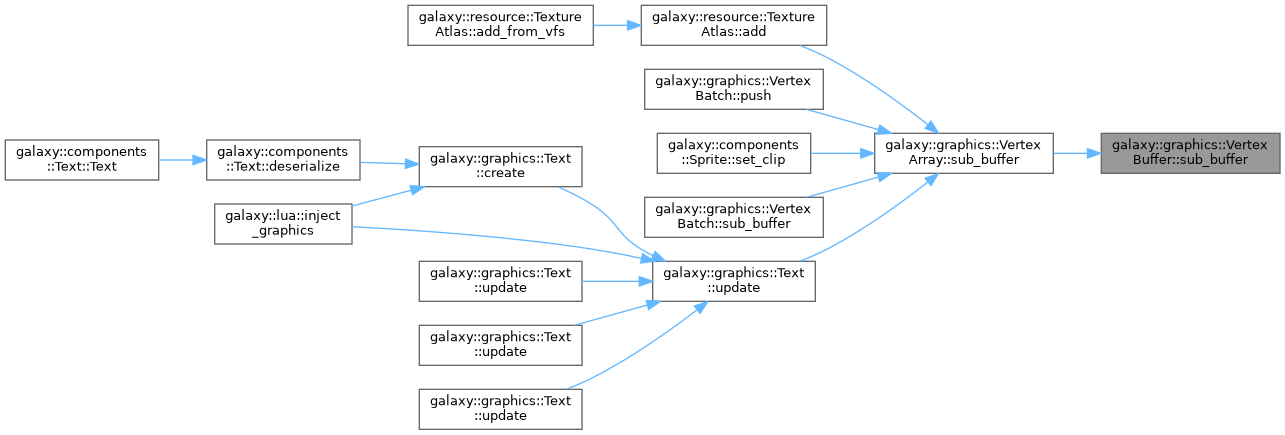 galaxy::resource::Texture
Atlas::add_from_vfs
galaxy::resource::Texture
Atlas::add
galaxy::graphics::Vertex
Batch::push
galaxy::components
::Text::Text
galaxy::components
::Text::deserialize
galaxy::graphics::Text
::create
galaxy::components
::Sprite::set_clip
galaxy::graphics::Vertex
Array::sub_buffer
galaxy::graphics::Vertex
Buffer::sub_buffer
galaxy::lua::inject
_graphics
galaxy::graphics::Vertex
Batch::sub_buffer
galaxy::graphics::Text
::update
galaxy::graphics::Text
::update
galaxy::graphics::Text
::update
galaxy::graphics::Text
::update